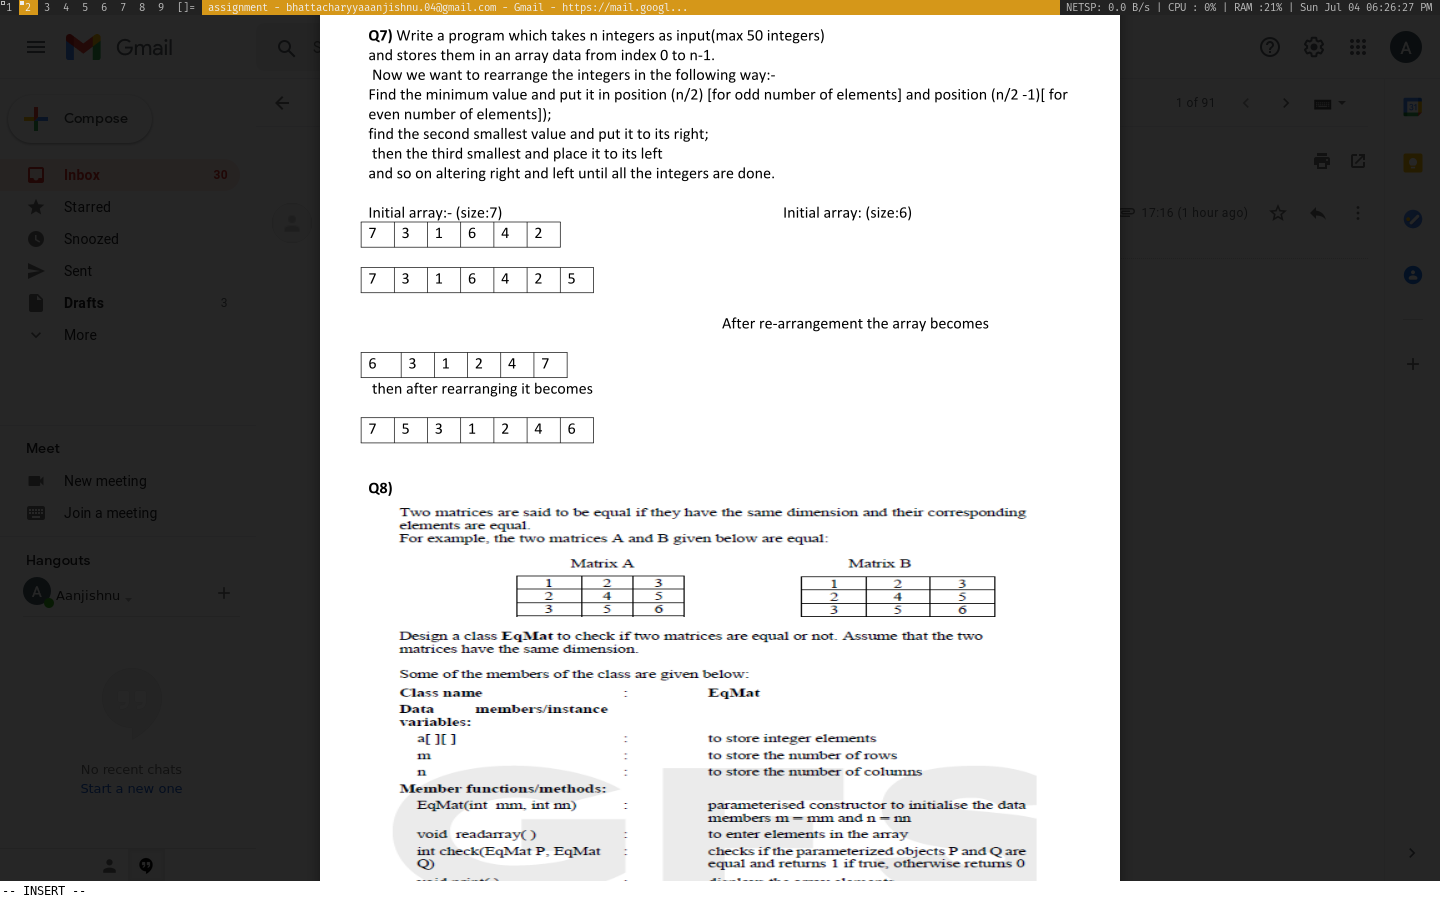 1 2 3 4 5 6 7 8 9 []= assignment - bhattacharyyaaanjishnu.04@gmail.com - Gmail - https://mail.googl... NETSP: 0.0 B/s | CPU : 0% | RAM :21% | Sun Jul 04 06:26:27 PM
Gmail
A
Compose
1 of 91
Inbox 30
Starred
17:16 (1 hour ago)
Snoozed
Sent
Drafts 3
More
Meet
New meeting
Join a meeting
Hangouts
A
Aanjishnu
No recent chats
Start a new one
Q7) Write a program which takes n integers as input(max 50 integers)
and stores them in an array data from index 0 to n-1.
Now we want to rearrange the integers in the following way:-
Find the minimum value and put it in position (n/2) [for odd number of elements] and position (n/2 -1)[ for
even number of elements]);
find the second smallest value and put it to its right;
then the third smallest and place it to its left
and so on altering right and left until all the integers are done.
Initial array:- (size:7) Initial array: (size:6)
7 3 1 6 4 2
7 3 1 6 4 2 5
After re-arrangement the array becomes
6 3 1 2 4 7
then after rearranging it becomes
7 5 3 1 2 4 6
Q8)
Two matrices are said to be equal if they have the same dimension and their corresponding
elements are equal.
For example, the two matrices A and B given below are equal:
Matrix A Matrix B
1 2 3 1 2 3
2 4 5 2 4 5
3 5 6 3 5 6
Design a class EqMat to check if two matrices are equal or not. Assume that the two
matrices have the same dimension.
Some of the members of the class are given below:
Class name : EqMat
Data members/instance
variables:
a[ ][ ] : to store integer elements
m : to store the number of rows
n : to store the number of columns
Member functions/methods:
EqMat(int mm, int nn) : parameterised constructor to initialise the data
members m = mm and n = nn
void readarray( ) : to enter elements in the array
int check(EqMat P, EqMat : checks if the parameterized objects P and Q are
Q) equal and returns 1 if true, otherwise returns 0
-- INSERT --